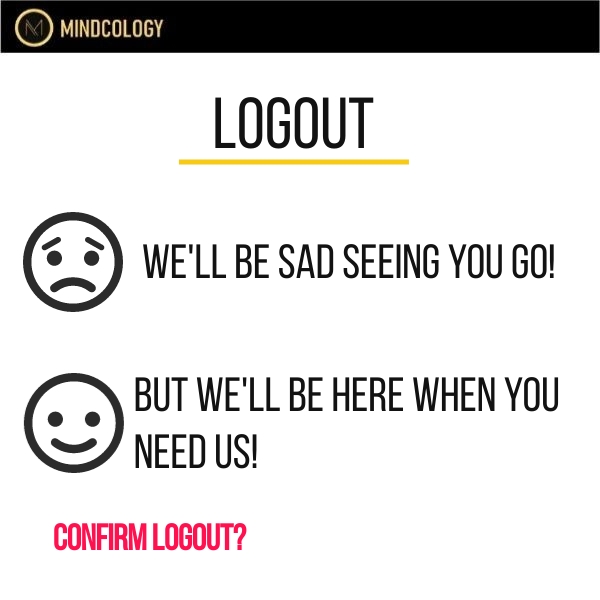 MINDCOLOGY
LOGOUT
WE'LL BE SAD SEEING YOU GO!
BUT WE'LL BE HERE WHEN YOU
NEED US!
CONFIRM LOGOUT?